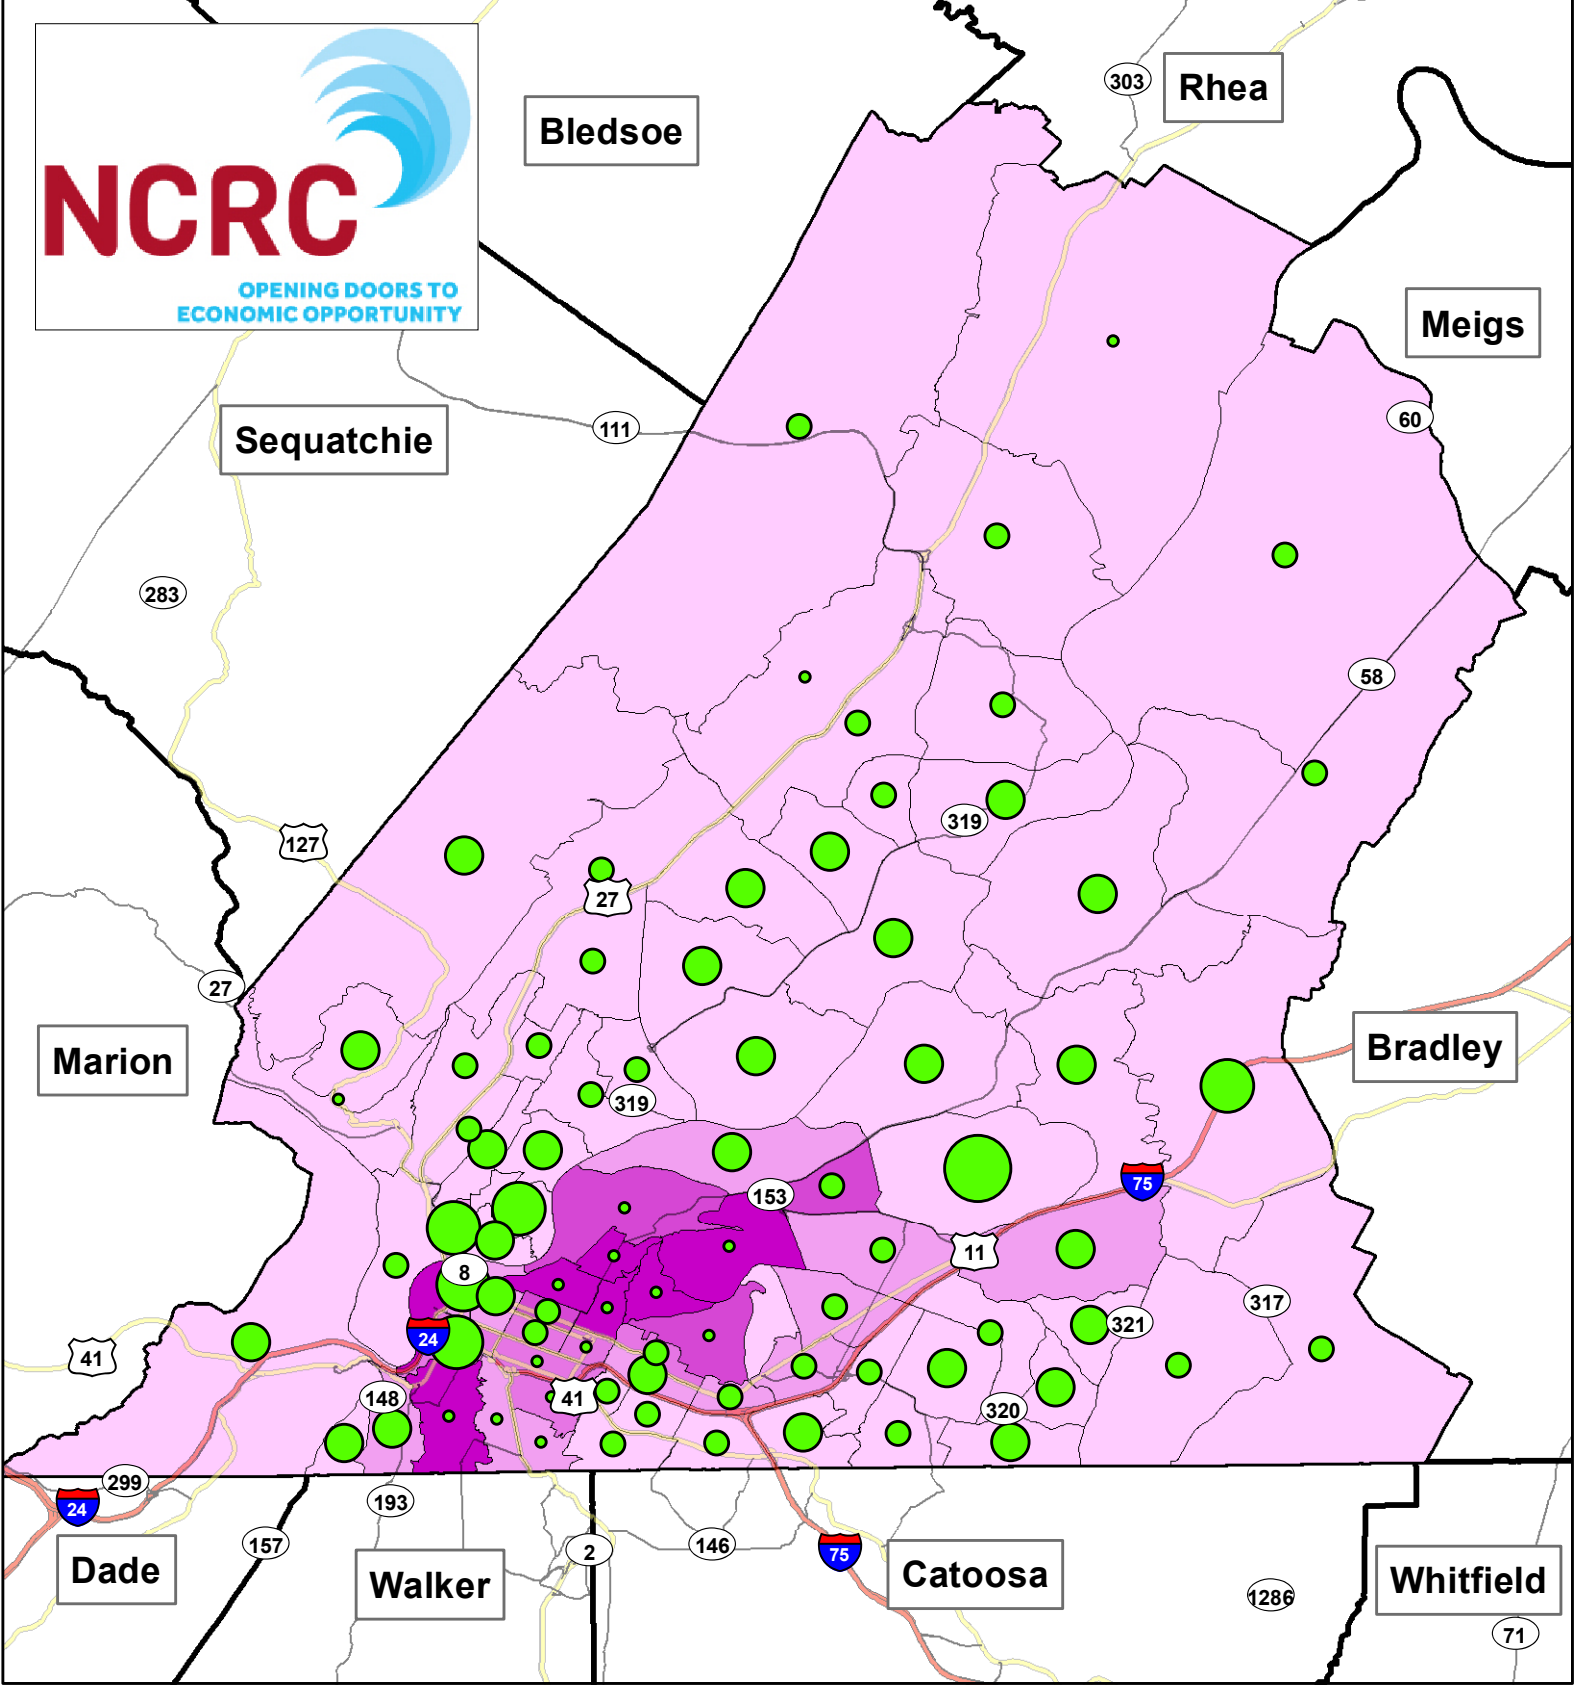 303
Rhea
Bledsoe
NCRC
OPENING DOORS TO
ECONOMIC OPPORTUNITY
Meigs
60
Sequatchie
111
283
58
319
127
27
27
Marion
Bradley
319
75
153
11
8
317
321
24
41
148
41
320
299
24
193
157
2
146
75
Dade
Walker
Catoosa
Whitfield
1286
71